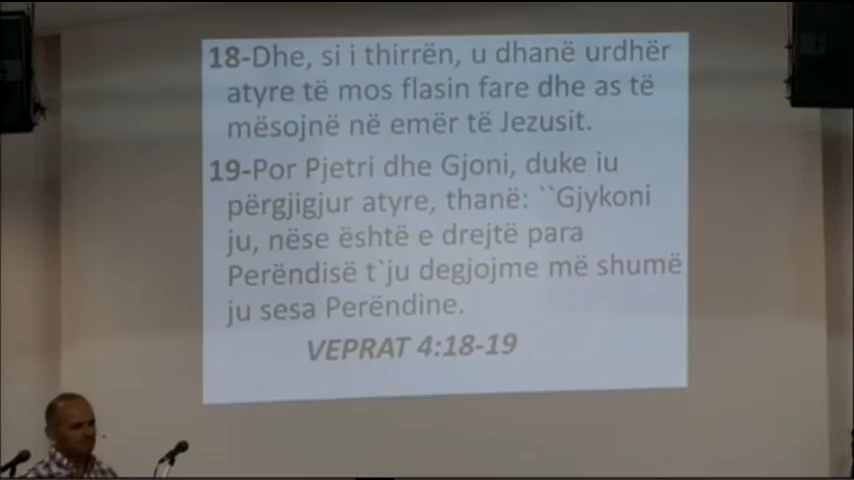 18-Dhe, si i thirrën, u dhanë urdhër
atyre të mos flasin fare dhe as të
mësojnë në emër të Jezusit.
19-Por Pjetri dhe Gjoni, duke iu
përgjigjur atyre, thanë: ``Gjykoni
ju, nëse është e drejtë para
Perëndisë t`ju degjojme më shumë
ju sesa Perëndine.
VEPRAT 4:18-19